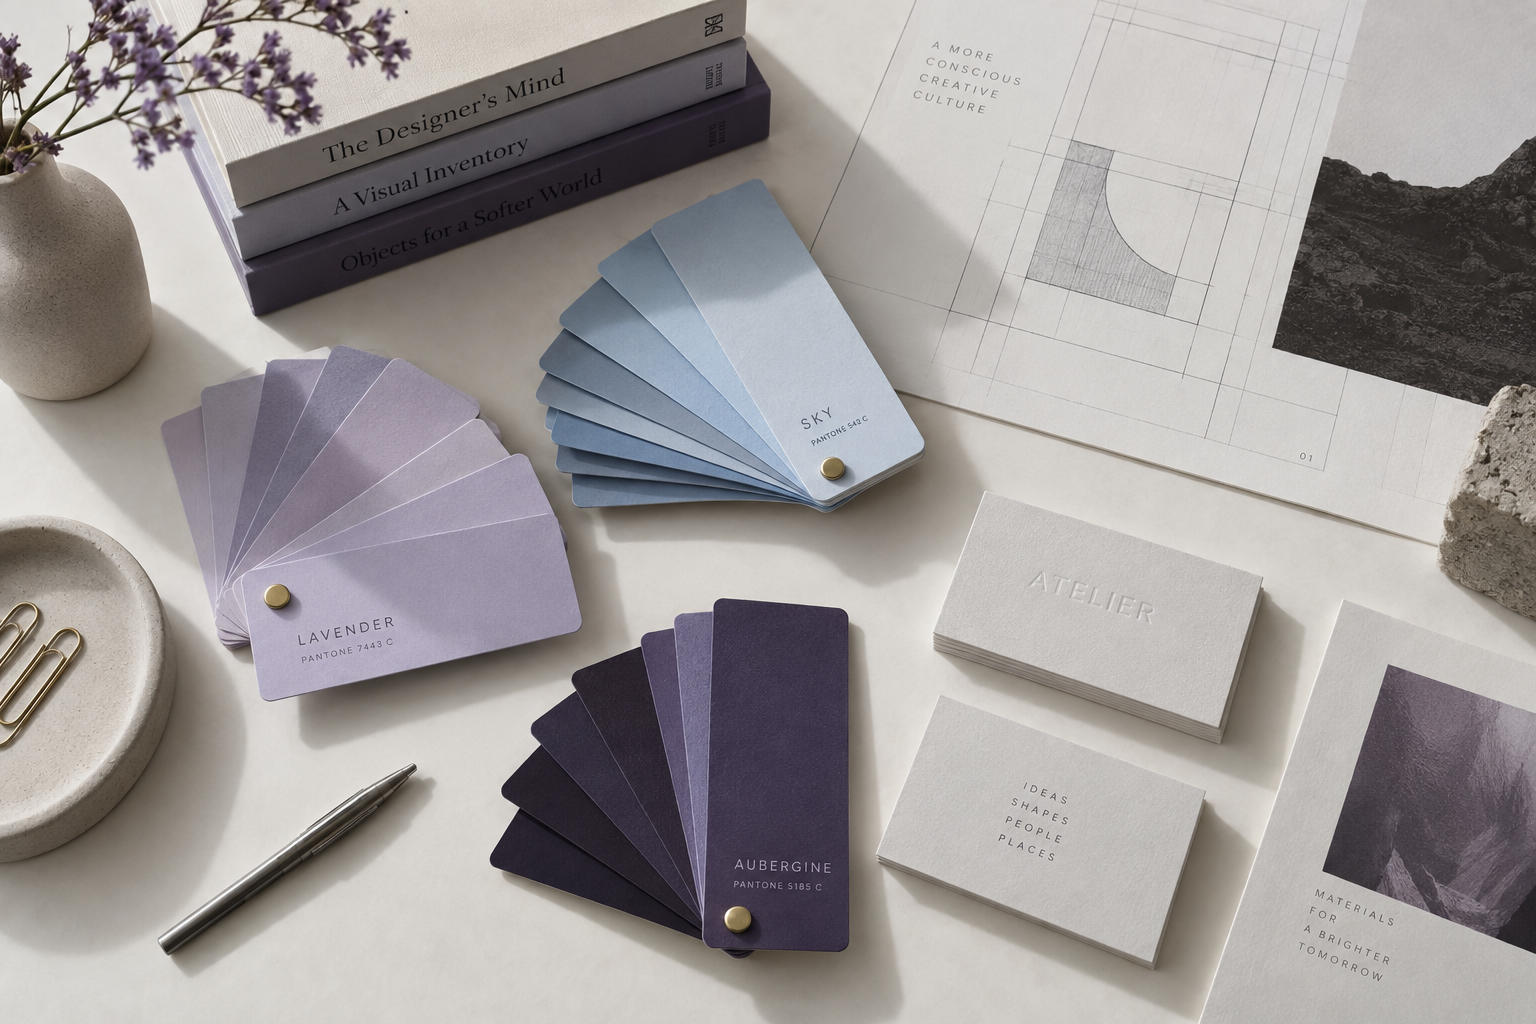 The Designer's Mind
A Visual Inventory
Objects for a Softer World
A MORE
CONSCIOUS
CREATIVE
CULTURE
01
SKY
PANTONE 542 C
LAVENDER
PANTONE 7443 C
AUBERGINE
PANTONE 5185 C
ATELIER
IDEAS
SHAPES
PEOPLE
PLACES
MATERIALS
FOR
A BRIGHTER
TOMORROW